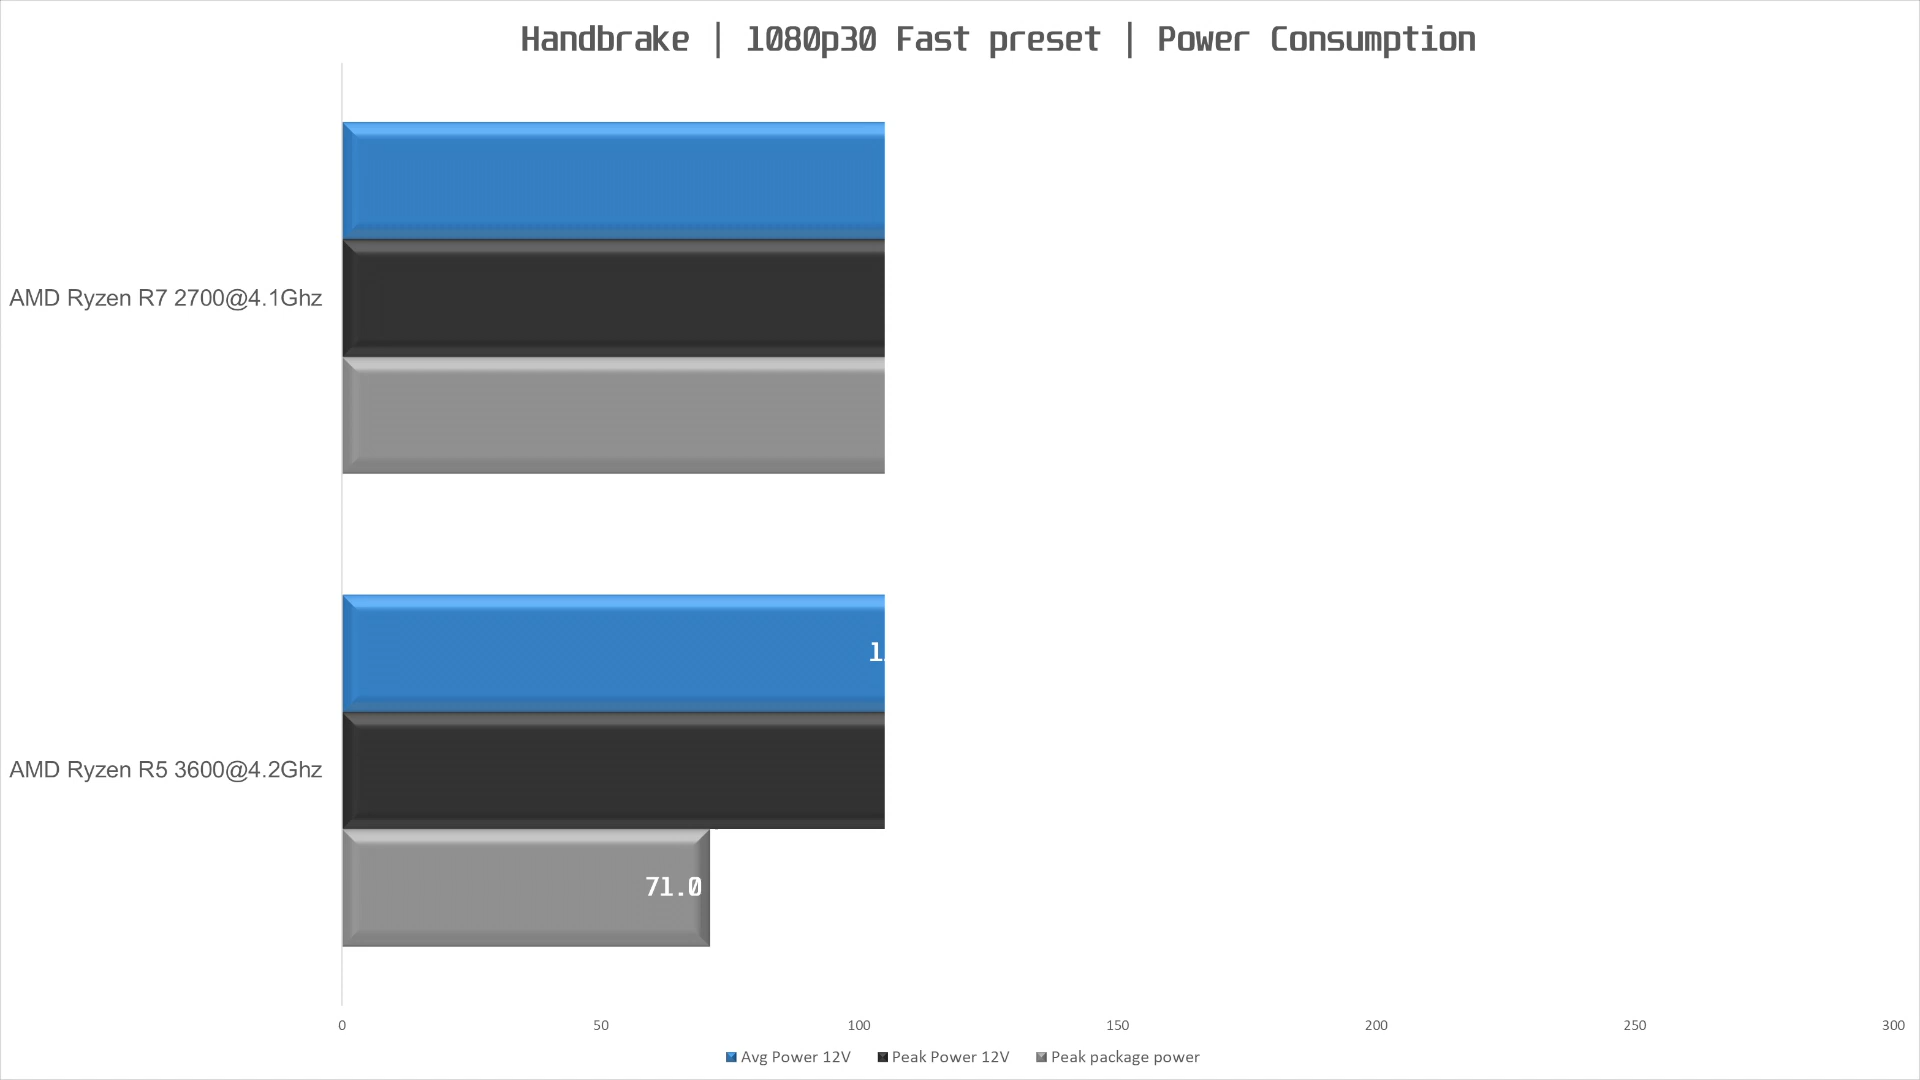 Handbrake | 1080p30 Fast preset | Power Consumption
AMD Ryzen R7 2700@4.1Ghz
AMD Ryzen R5 3600@4.2Ghz
71.0
0 50 100 150 200 250 300
Avg Power 12V Peak Power 12V Peak package power